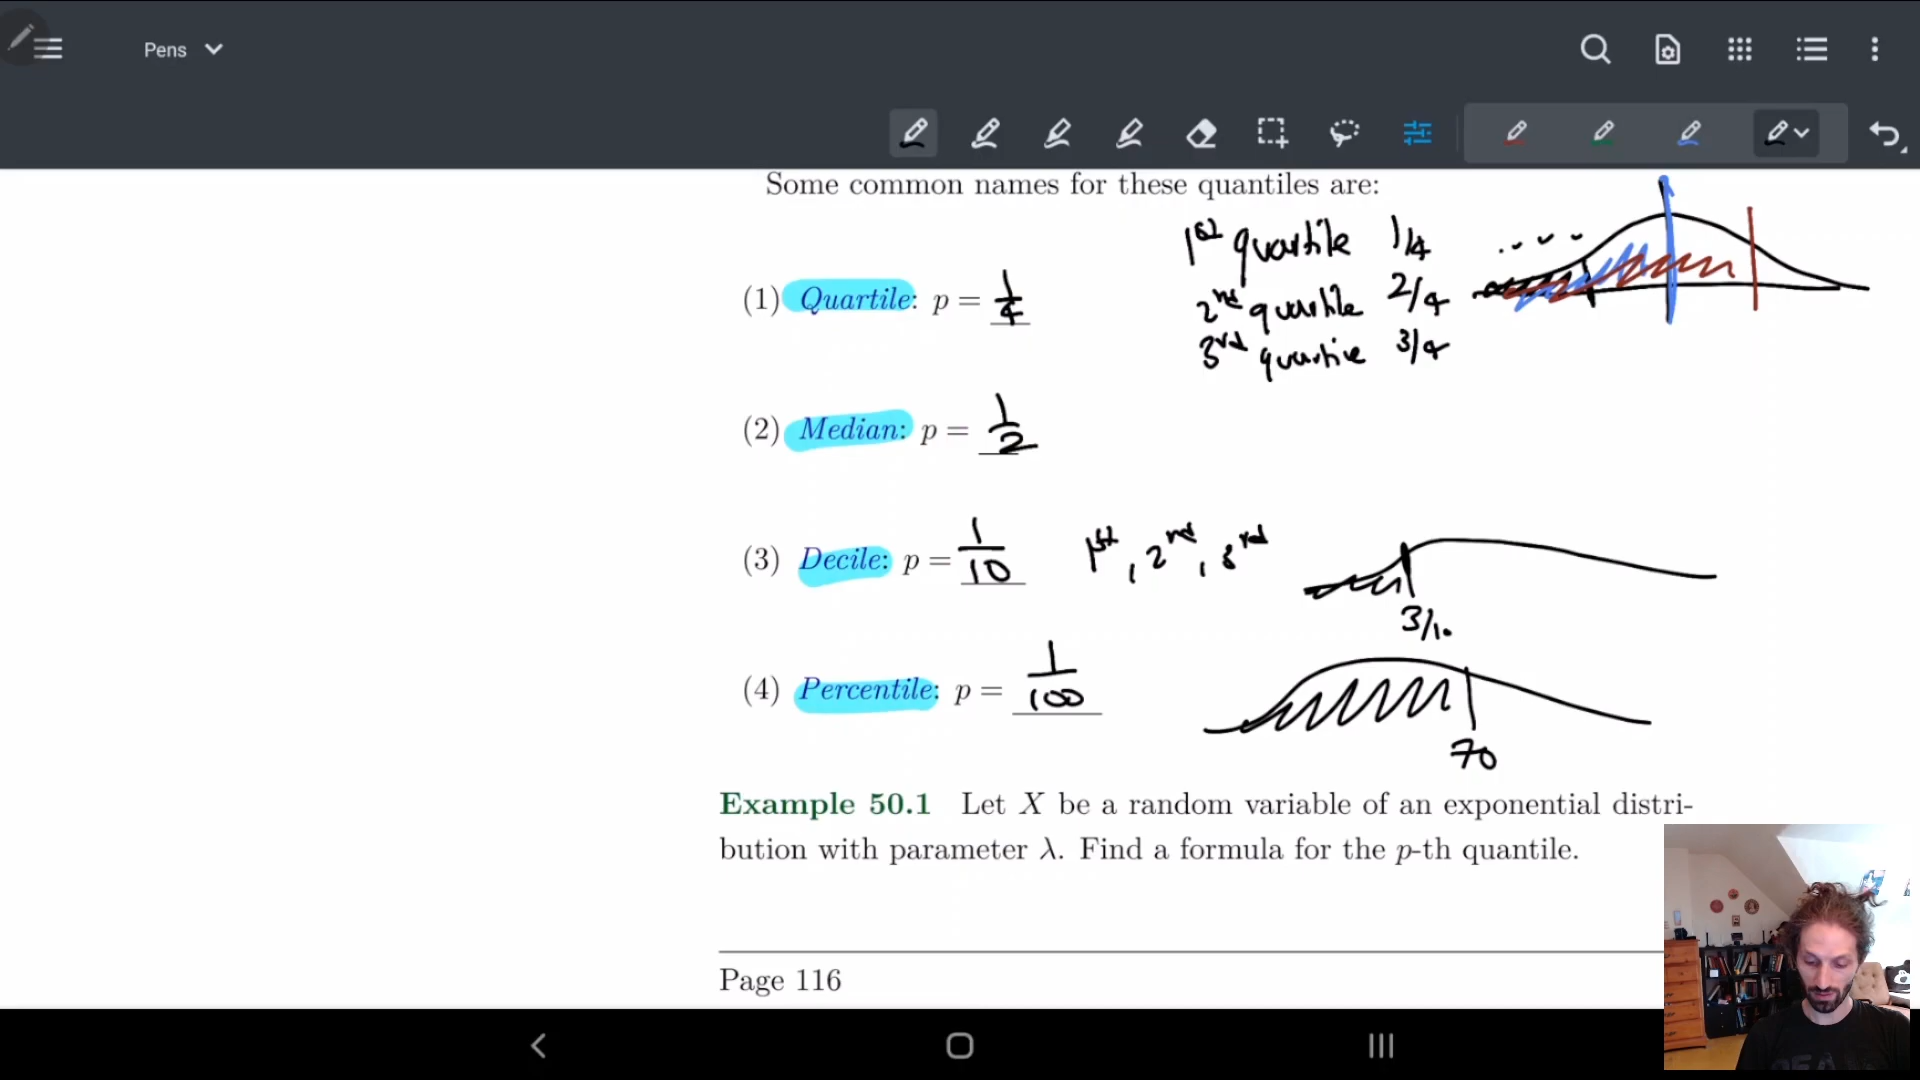 Pens
Some common names for these quantiles are:
1st quartile 1/4
(1) Quartile: p = 1/4
2nd quartile 2/4
3rd quartile 3/4
(2) Median: p = 1/2
(3) Decile: p = 1/10 1st, 2nd, 3rd
3/10
(4) Percentile: p = 1/100
70
Example 50.1 Let X be a random variable of an exponential distri-
bution with parameter λ. Find a formula for the p-th quantile.
Page 116